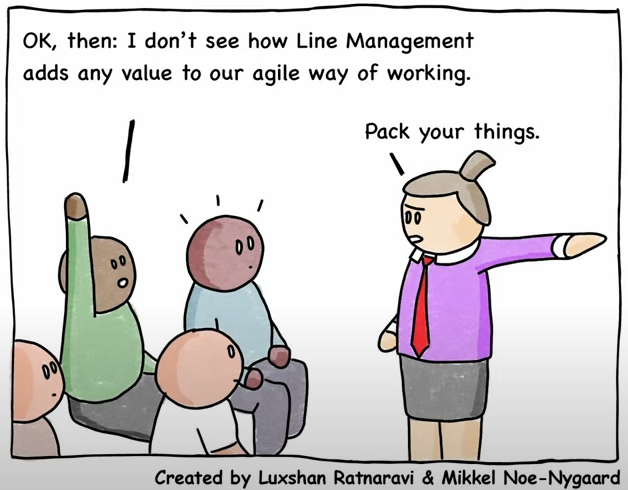 OK, then: I don't see how Line Management
adds any value to our agile way of working.
Pack your things.
Created by Luxshan Ratnaravi & Mikkel Noe-Nygaard